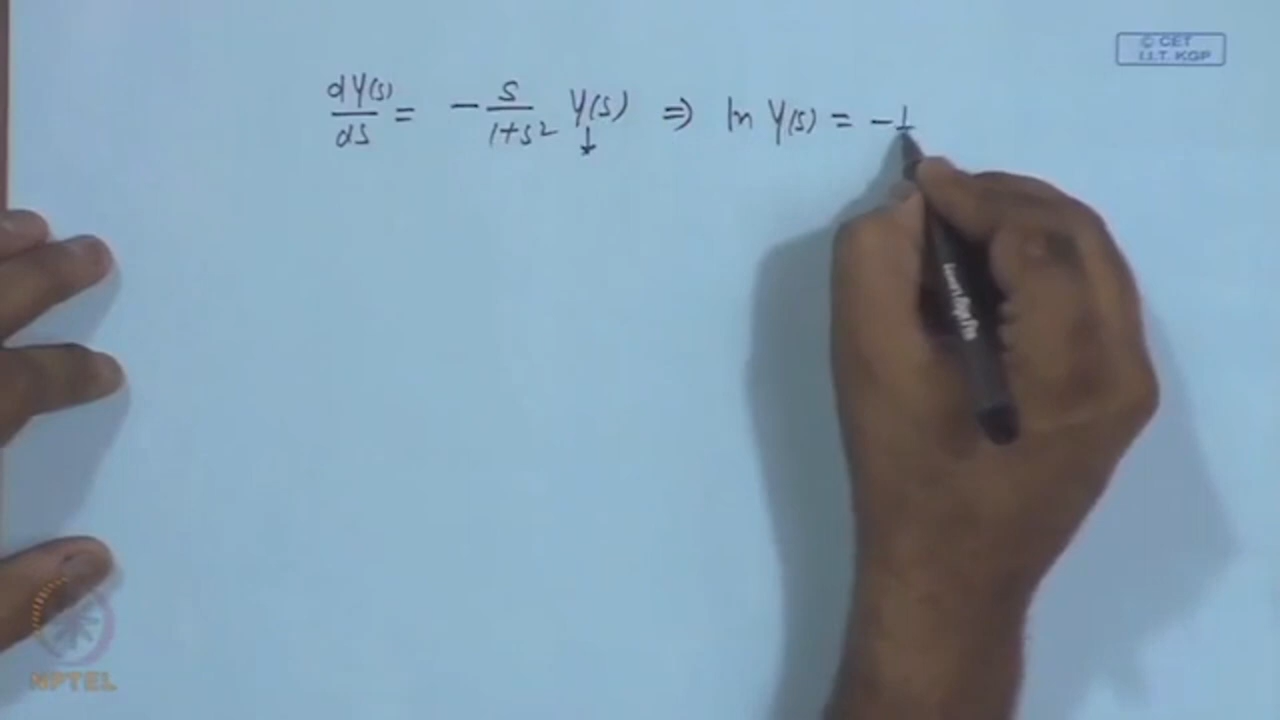 © CET
I.I.T. KGP
dY(s)/ds = - s/(1+s²) Y(s) ⇒ ln Y(s) = - 1
NPTEL